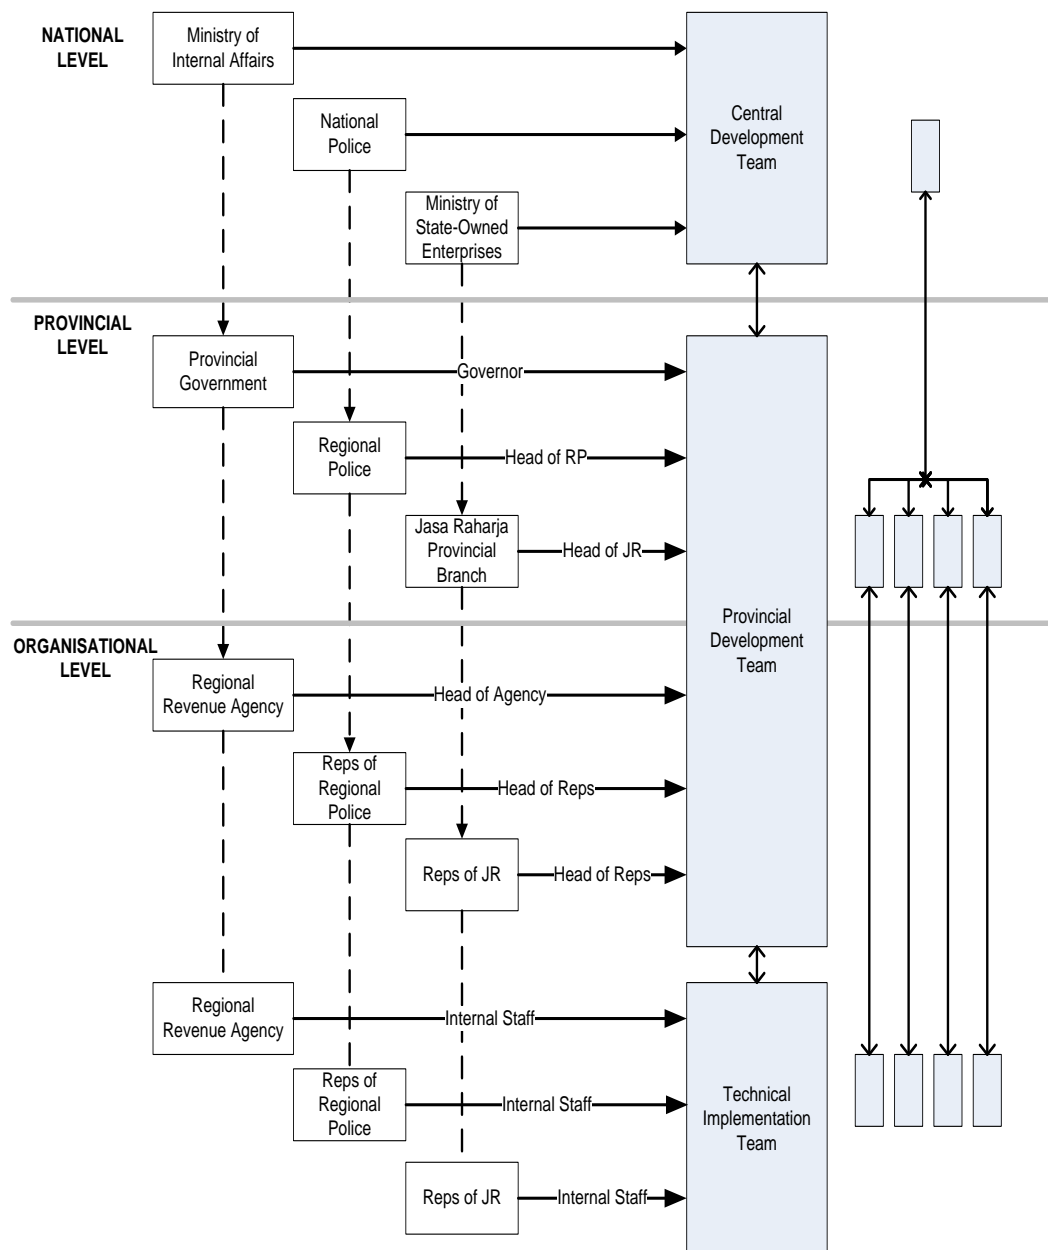 NATIONAL
LEVEL
Ministry of
Internal Affairs
National
Police
Ministry of
State-Owned
Enterprises
Central
Development
Team
PROVINCIAL
LEVEL
Provincial
Government
Governor
Regional
Police
Head of RP
Jasa Raharja
Provincial
Branch
Head of JR
Provincial
Development
Team
ORGANISATIONAL
LEVEL
Regional
Revenue Agency
Head of Agency
Reps of
Regional
Police
Head of Reps
Reps of JR
Head of Reps
Regional
Revenue Agency
Internal Staff
Reps of
Regional
Police
Internal Staff
Technical
Implementation
Team
Reps of JR
Internal Staff